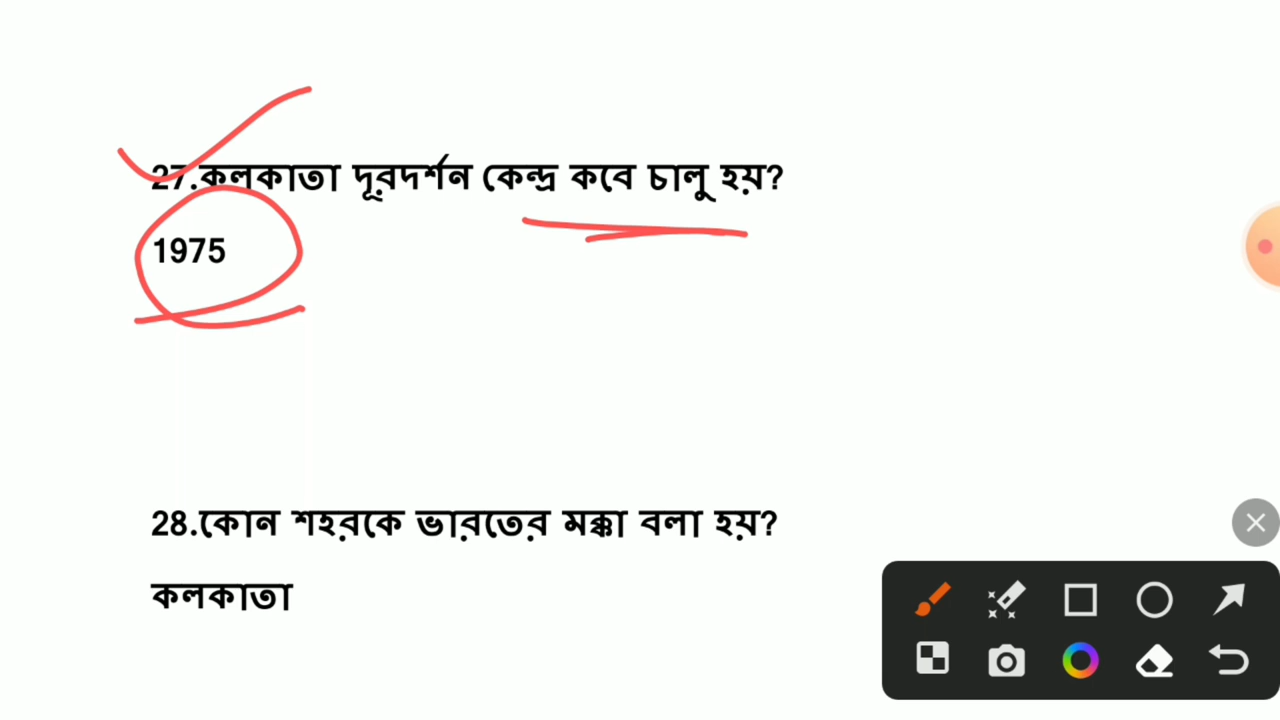 27.কলকাতা দূরদর্শন কেন্দ্র কবে চালু হয়?
1975
28.কোন শহরকে ভারতের মক্কা বলা হয়?
কলকাতা